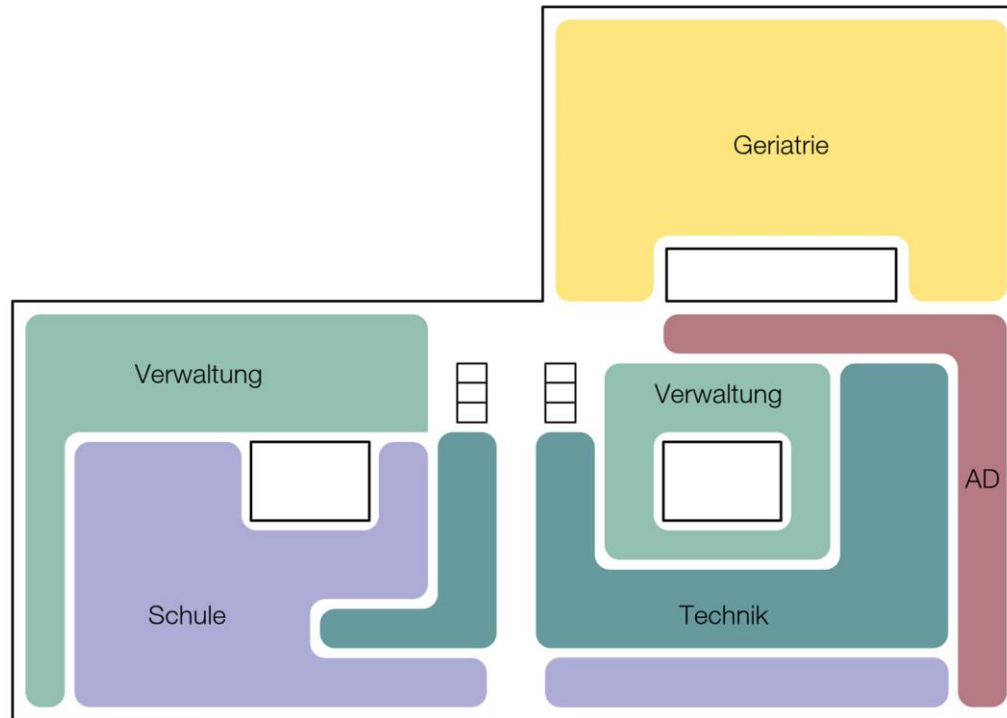 Geriatrie
Verwaltung
Verwaltung
AD
Schule
Technik